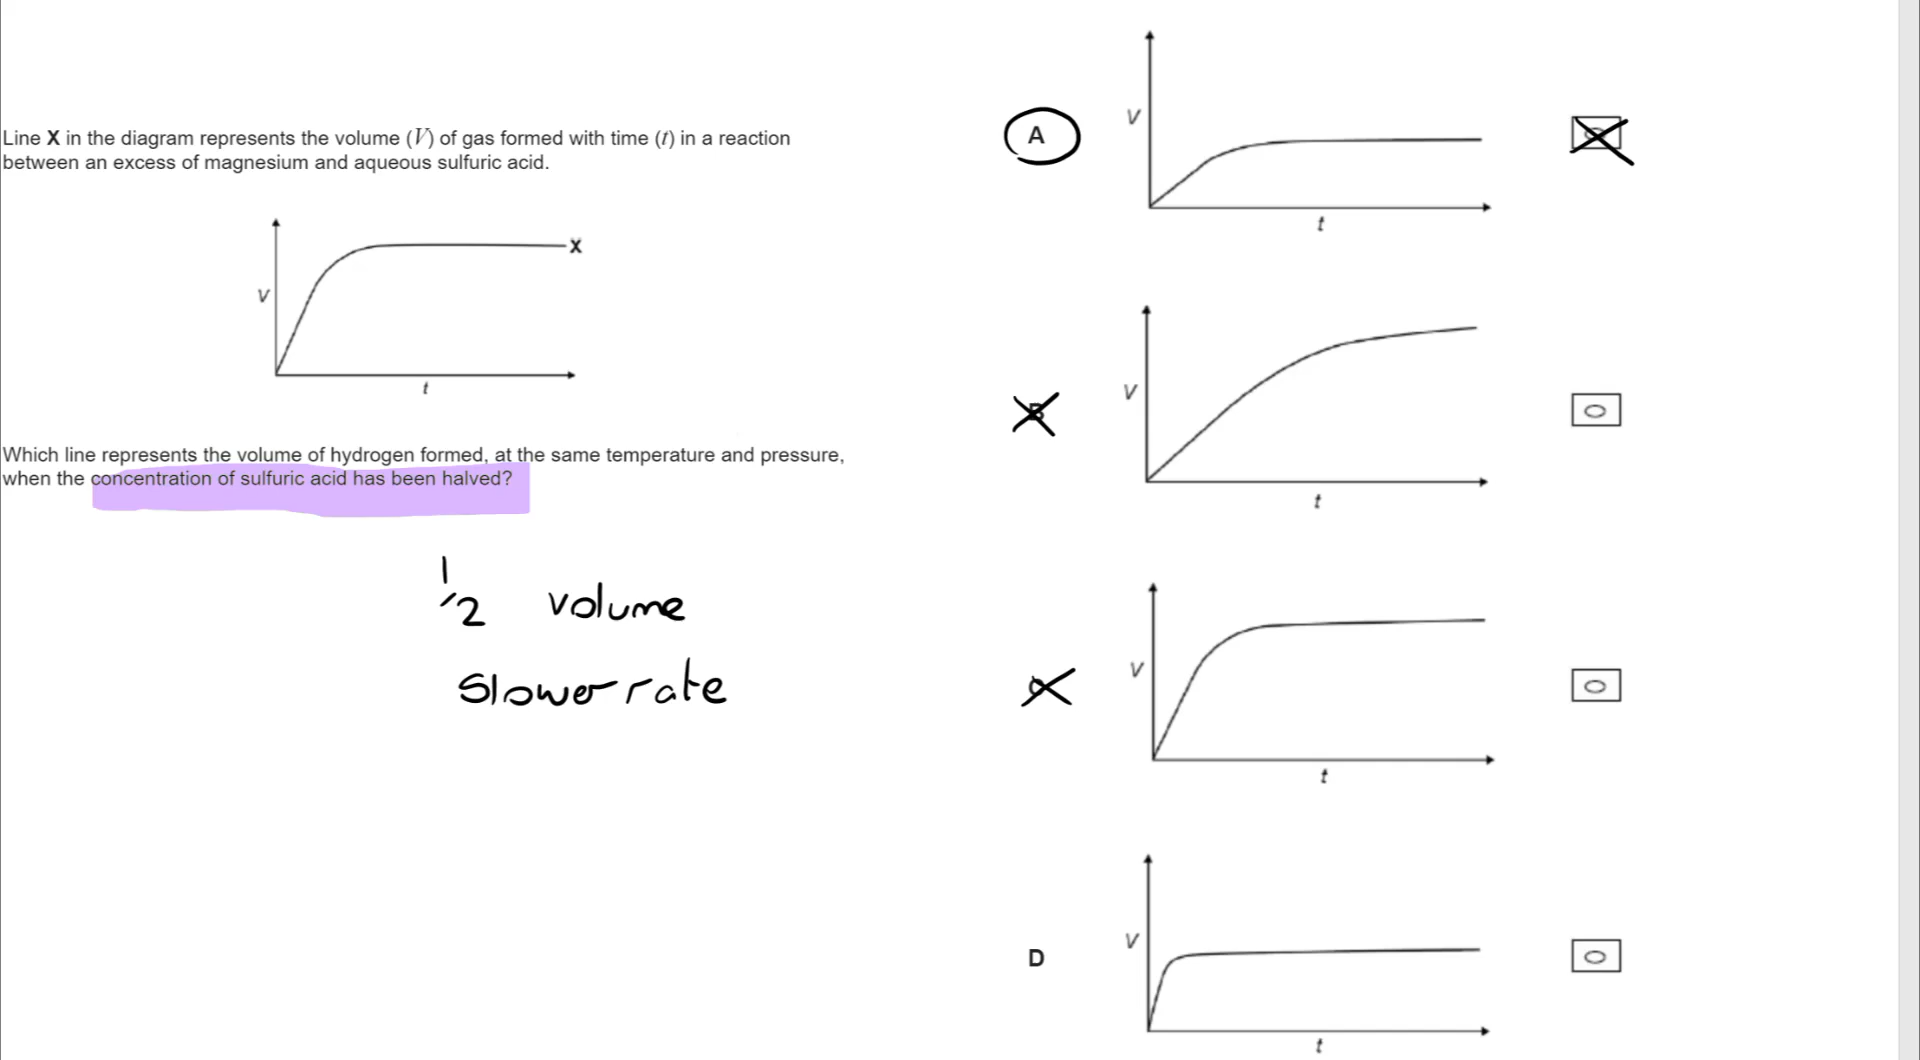 Line X in the diagram represents the volume (V) of gas formed with time (t) in a reaction
between an excess of magnesium and aqueous sulfuric acid.
X
V
t
Which line represents the volume of hydrogen formed, at the same temperature and pressure,
when the concentration of sulfuric acid has been halved?
1/2 volume
Slower rate
A
V
t
V
t
V
t
D
V
t